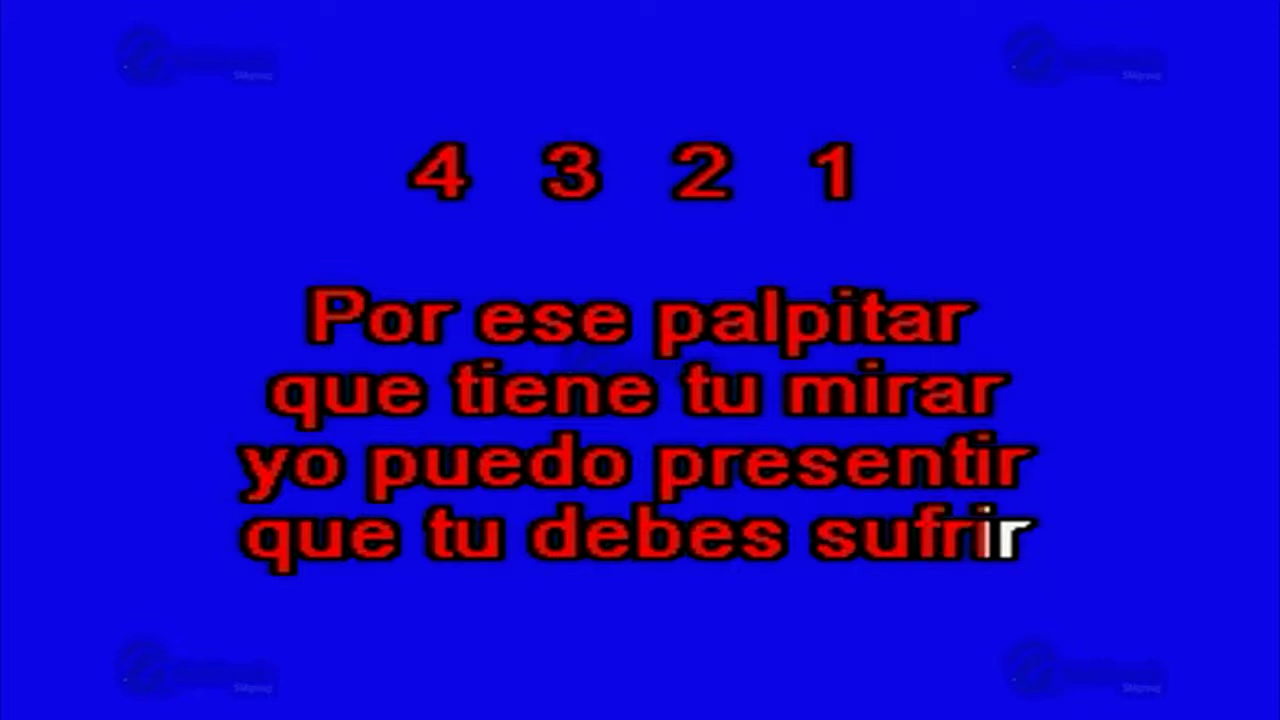 4 3 2 1
Por ese palpitar
que tiene tu mirar
yo puedo presentir
que tu debes sufrir